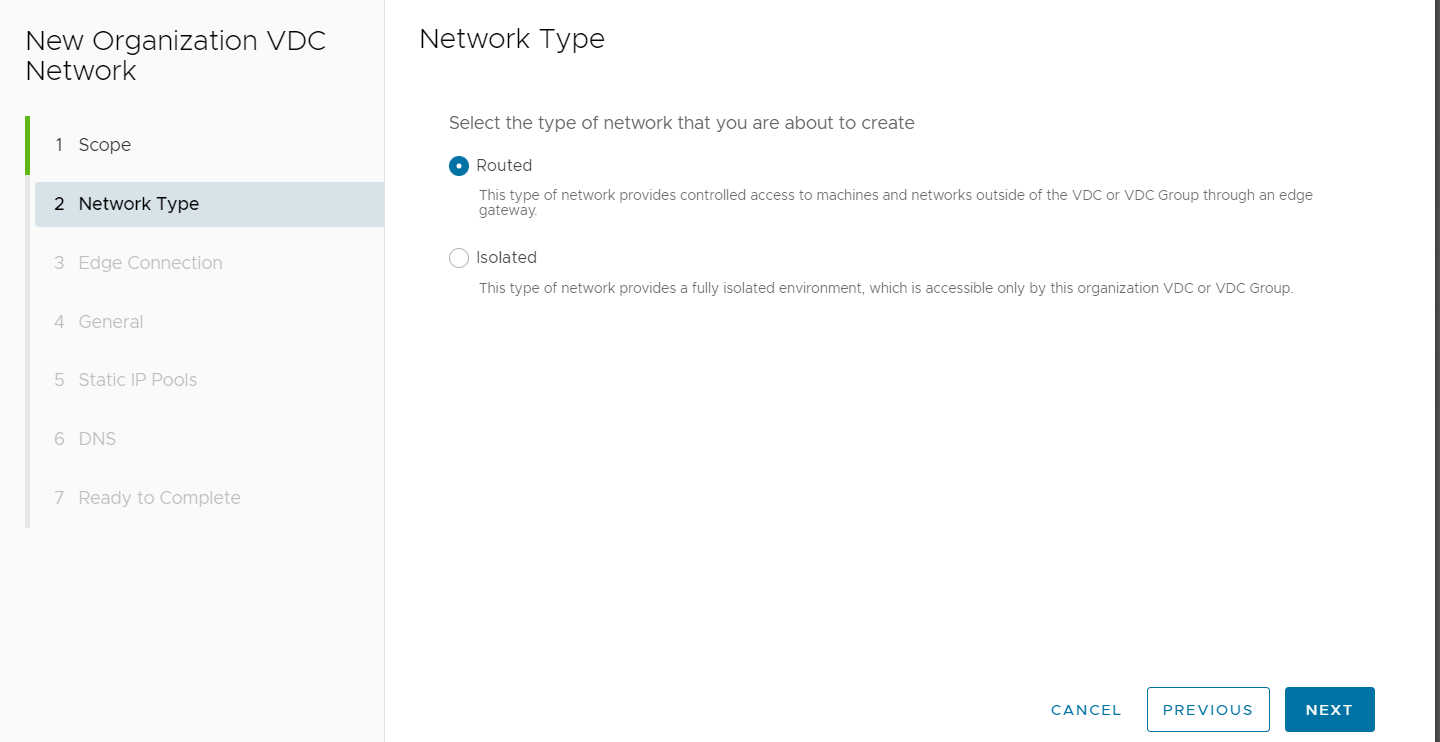 New Organization VDC
Network
1 Scope
2 Network Type
3 Edge Connection
4 General
5 Static IP Pools
6 DNS
7 Ready to Complete
Network Type
Select the type of network that you are about to create
Routed
This type of network provides controlled access to machines and networks outside of the VDC or VDC Group through an edge
gateway.
Isolated
This type of network provides a fully isolated environment, which is accessible only by this organization VDC or VDC Group.
CANCEL
PREVIOUS
NEXT